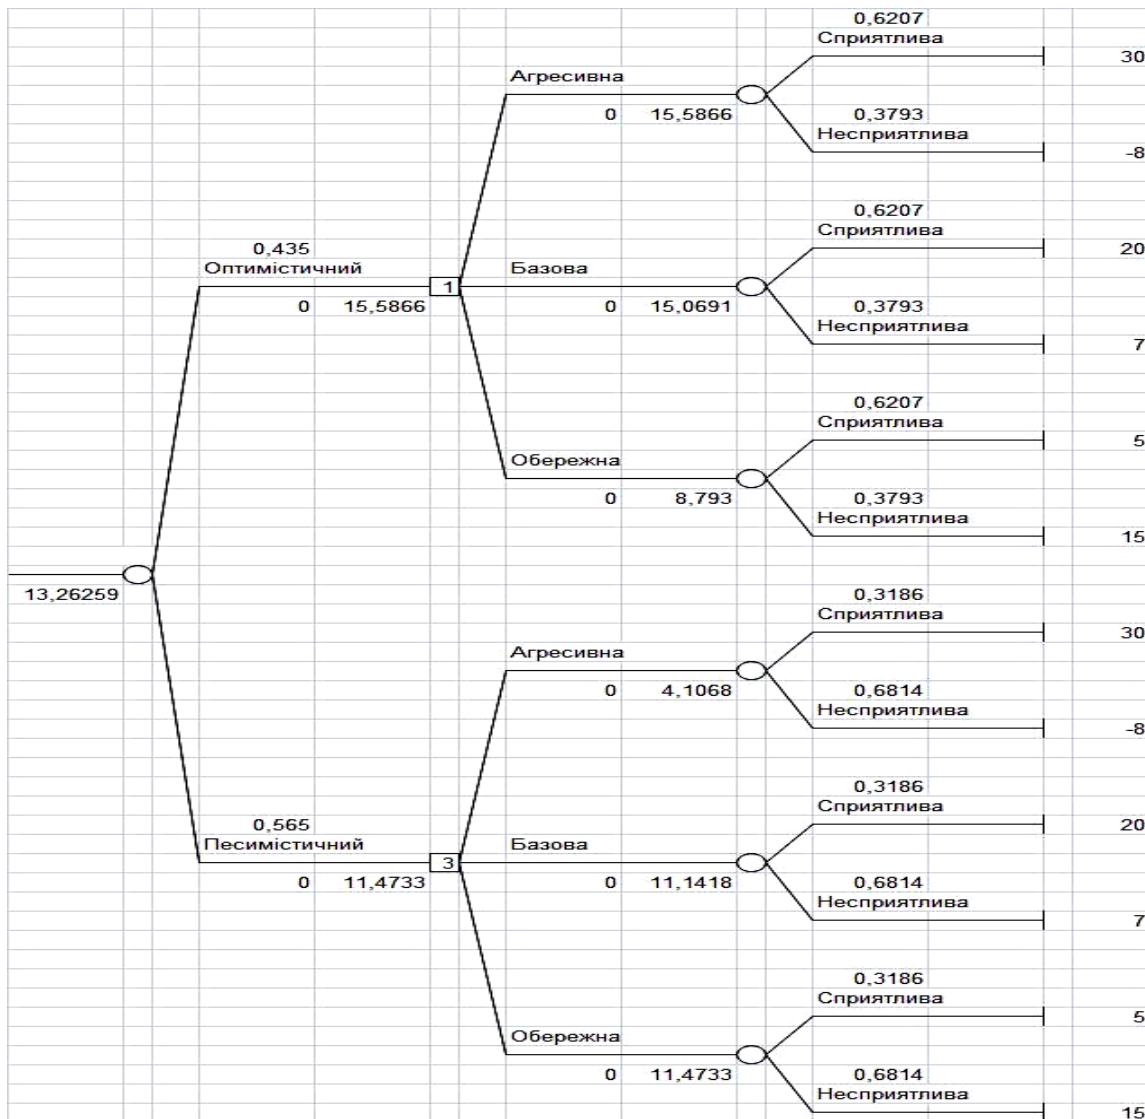 0,6207
Сприятлива
30
Агресивна
0 15,5866
0,3793
Несприятлива
-8
0,6207
Сприятлива
20
0,435
Оптимістичний
Базова
1
0 15,5866
0 15,0691
0,3793
Несприятлива
7
0,6207
Сприятлива
5
Обережна
0 8,793
0,3793
Несприятлива
15
13,26259
0,3186
Сприятлива
30
Агресивна
0 4,1068
0,6814
Несприятлива
-8
0,3186
Сприятлива
20
0,565
Песимістичний
Базова
3
0 11,4733
0 11,1418
0,6814
Несприятлива
7
0,3186
Сприятлива
5
Обережна
0 11,4733
0,6814
Несприятлива
15